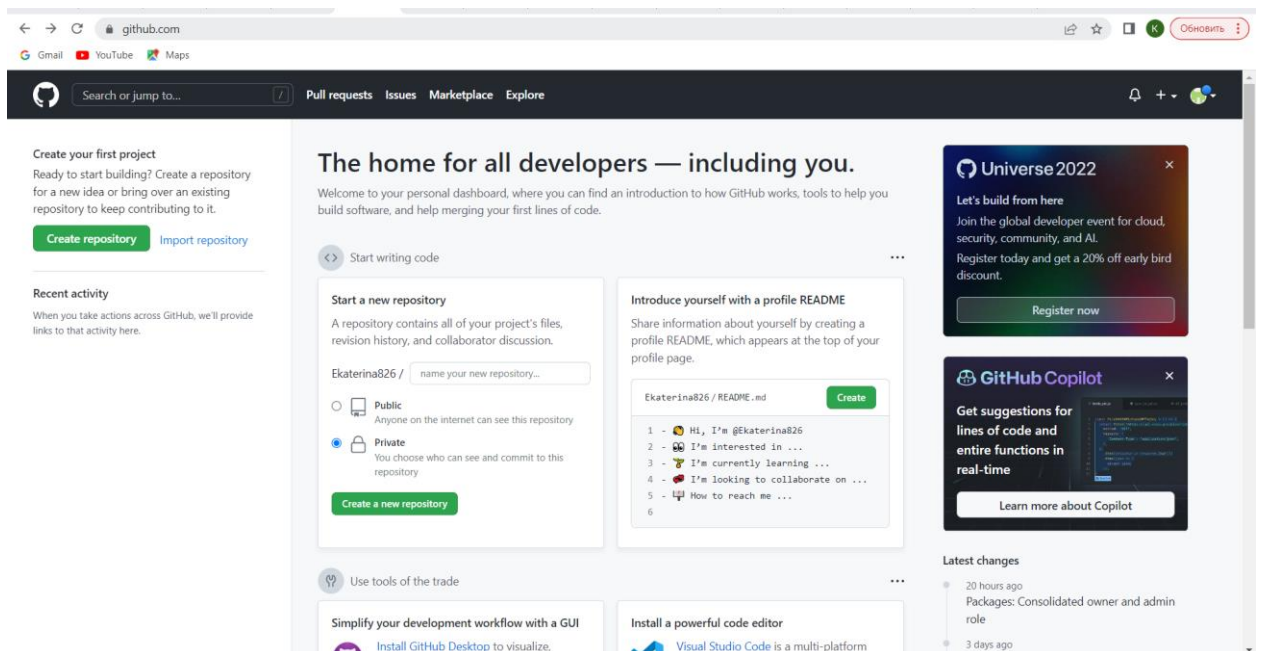 github.com
Обновить
K
G Gmail YouTube Maps
Search or jump to... /
Pull requests Issues Marketplace Explore
Create your first project
Ready to start building? Create a repository
for a new idea or bring over an existing
repository to keep contributing to it.
Create repository Import repository
Recent activity
When you take actions across GitHub, we'll provide
links to that activity here.
The home for all developers — including you.
Welcome to your personal dashboard, where you can find an introduction to how GitHub works, tools to help you
build software, and help merging your first lines of code.
Start writing code
Start a new repository
A repository contains all of your project's files,
revision history, and collaborator discussion.
Ekaterina826 / name your new repository...
Public
Anyone on the internet can see this repository
Private
You choose who can see and commit to this
repository
Create a new repository
Introduce yourself with a profile README
Share information about yourself by creating a
profile README, which appears at the top of your
profile page.
Ekaterina826 / README.md Create
1 - Hi, I'm @Ekaterina826
2 - I'm interested in ...
3 - I'm currently learning ...
4 - I'm looking to collaborate on ...
5 - How to reach me ...
6
Use tools of the trade
Simplify your development workflow with a GUI
Install GitHub Desktop to visualize,
Install a powerful code editor
Visual Studio Code is a multi-platform
Universe 2022
Let's build from here
Join the global developer event for cloud,
security, community, and AI.
Register today and get a 20% off early bird
discount.
Register now
GitHub Copilot
Get suggestions for
lines of code and
entire functions in
real-time
Learn more about Copilot
Latest changes
20 hours ago
Packages: Consolidated owner and admin
role
3 days ago